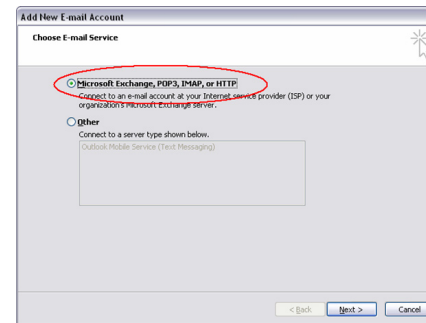 Add New E-mail Account
Choose E-mail Service
Microsoft Exchange, POP3, IMAP, or HTTP
Connect to an e-mail account at your Internet service provider (ISP) or your
organization's Microsoft Exchange server.
Other
Connect to a server type shown below.
Outlook Mobile Service (Text Messaging)
< Back
Next >
Cancel